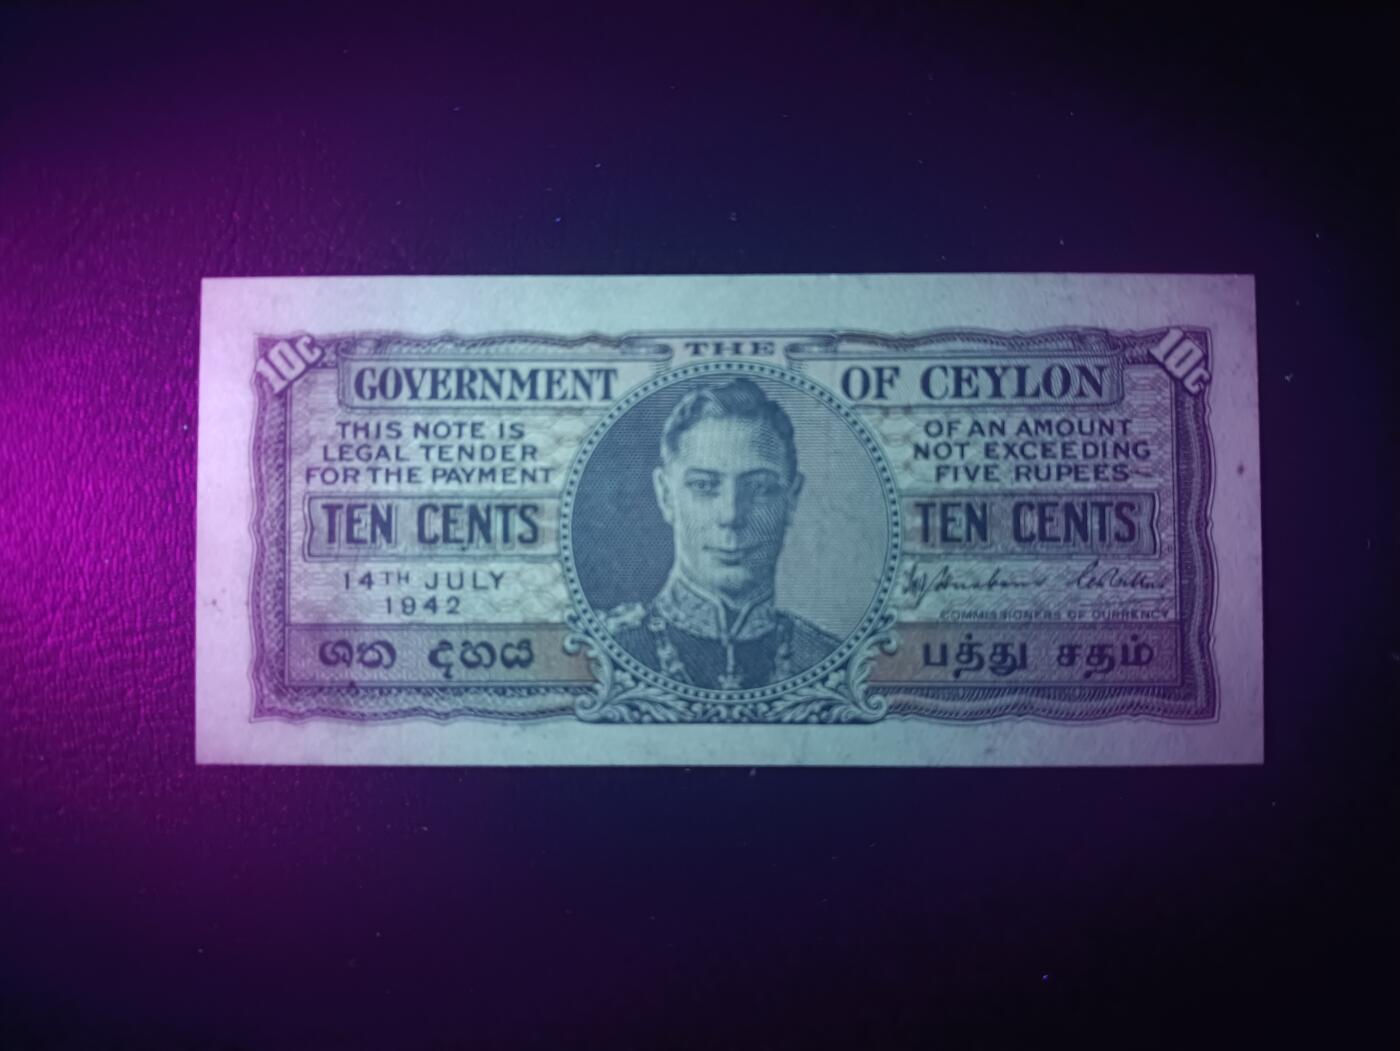 THE
10c GOVERNMENT OF CEYLON 10c
THIS NOTE IS
LEGAL TENDER
FOR THE PAYMENT
OF AN AMOUNT
NOT EXCEEDING
FIVE RUPEES
TEN CENTS
TEN CENTS
14TH JULY
1942
COMMISSIONERS OF CURRENCY
ශත දහය
பத்து சதம்